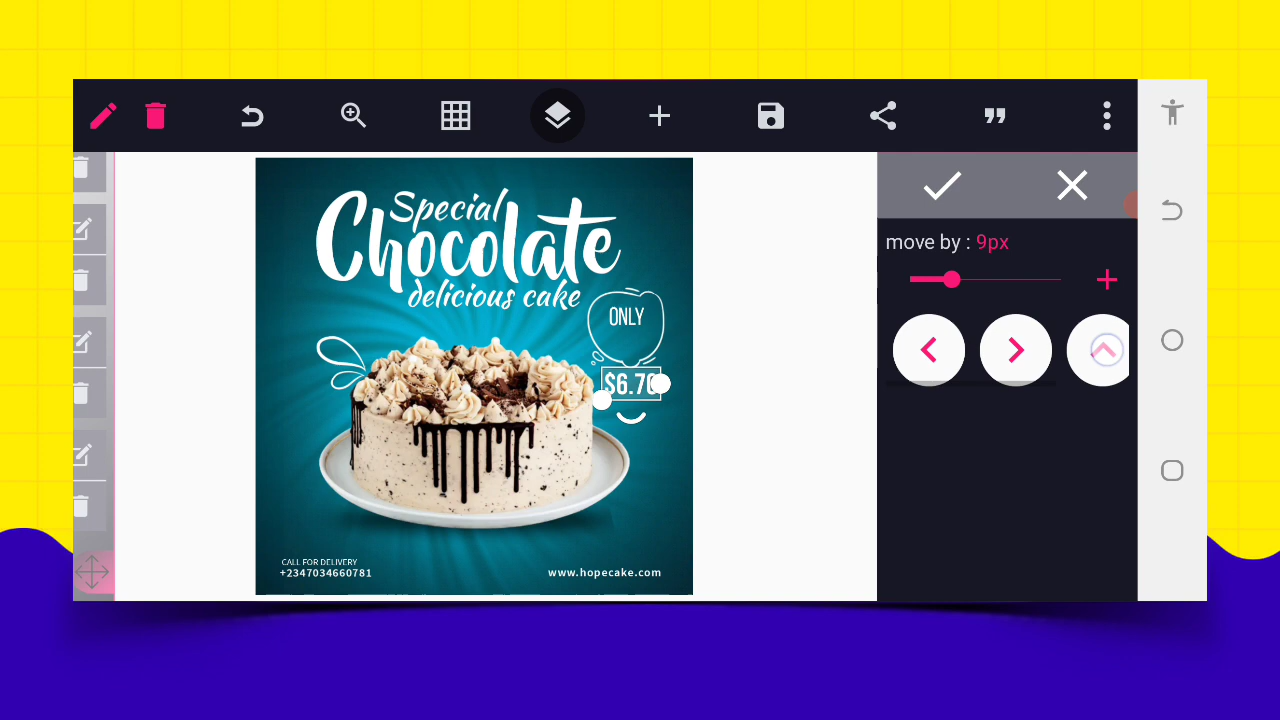 move by : 9px
Special
Chocolate
delicious cake
ONLY
$6.70
CALL FOR DELIVERY
+2347034660781
www.hopecake.com